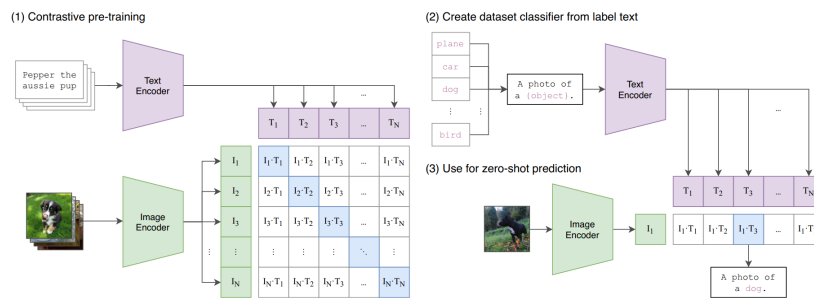 (1) Contrastive pre-training
Pepper the
aussie pup
Text
Encoder
...
T1 T2 T3 ... TN
I1 I1·T1 I1·T2 I1·T3 ... I1·TN
I2 I2·T1 I2·T2 I2·T3 ... I2·TN
I3 I3·T1 I3·T2 I3·T3 ... I3·TN
Image
Encoder
⋮ ⋮ ⋮ ⋮ ⋱ ⋮
IN IN·T1 IN·T2 IN·T3 ... IN·TN
(2) Create dataset classifier from label text
plane
car
dog
⋮
bird
A photo of
a {object}.
⋮
Text
Encoder
...
(3) Use for zero-shot prediction
T1 T2 T3 ... TN
Image
Encoder
I1 I1·T1 I1·T2 I1·T3 ...
A photo of
a dog.